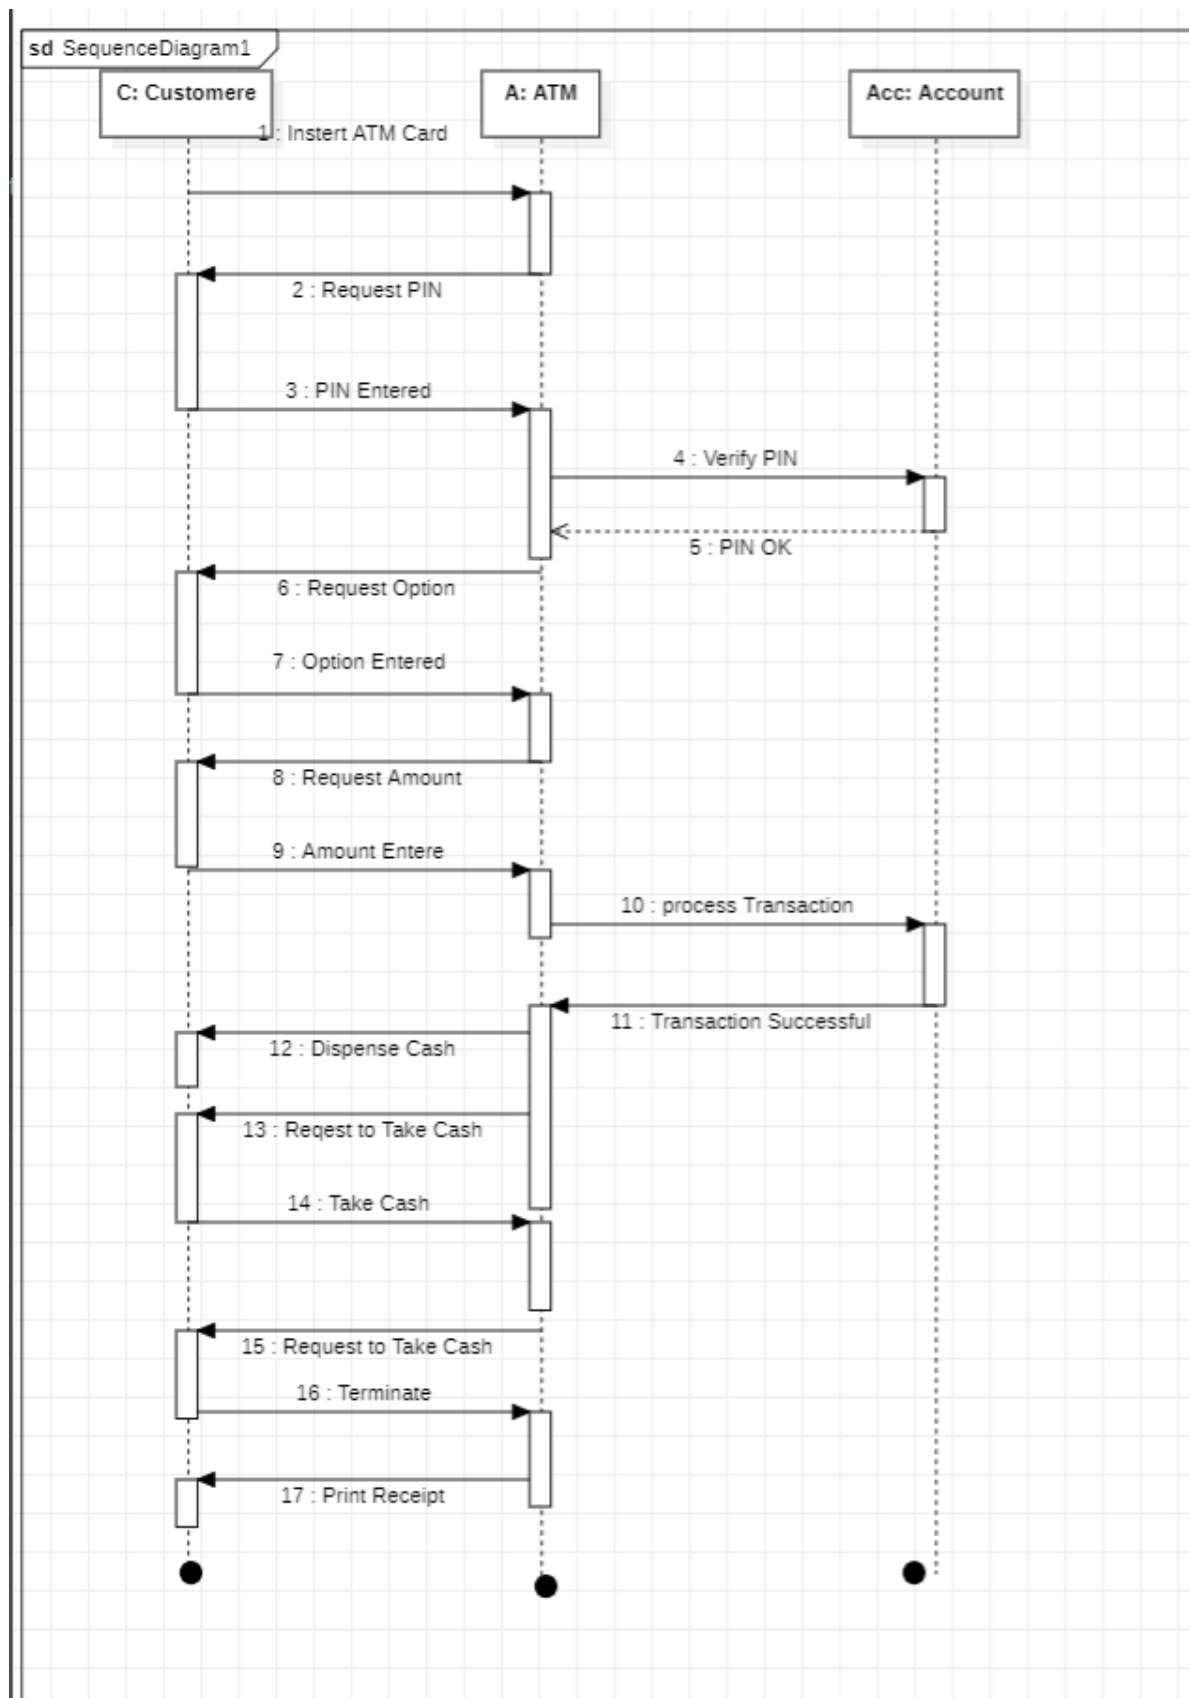 sd SequenceDiagram1
C: Customere
A: ATM
Acc: Account
1 : Instert ATM Card
2 : Request PIN
3 : PIN Entered
4 : Verify PIN
5 : PIN OK
6 : Request Option
7 : Option Entered
8 : Request Amount
9 : Amount Entere
10 : process Transaction
11 : Transaction Successful
12 : Dispense Cash
13 : Reqest to Take Cash
14 : Take Cash
15 : Request to Take Cash
16 : Terminate
17 : Print Receipt